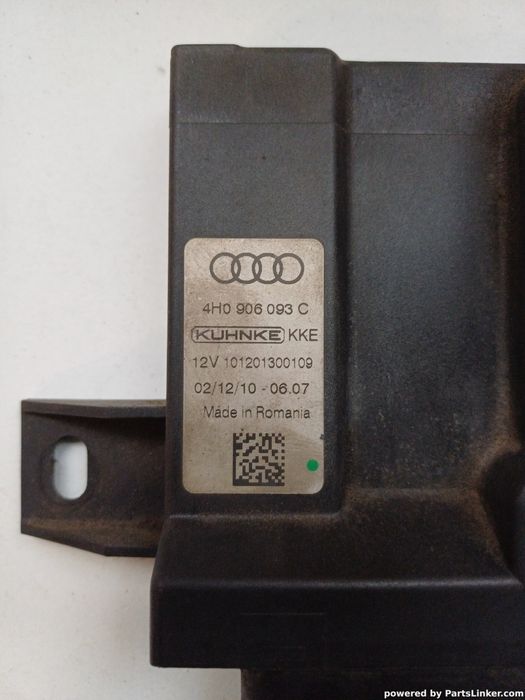 4H0 906 093 C
KUHNKE KKE
12V 101201300109
02/12/10 - 06.07
Made in Romania
powered by PartsLinker.com